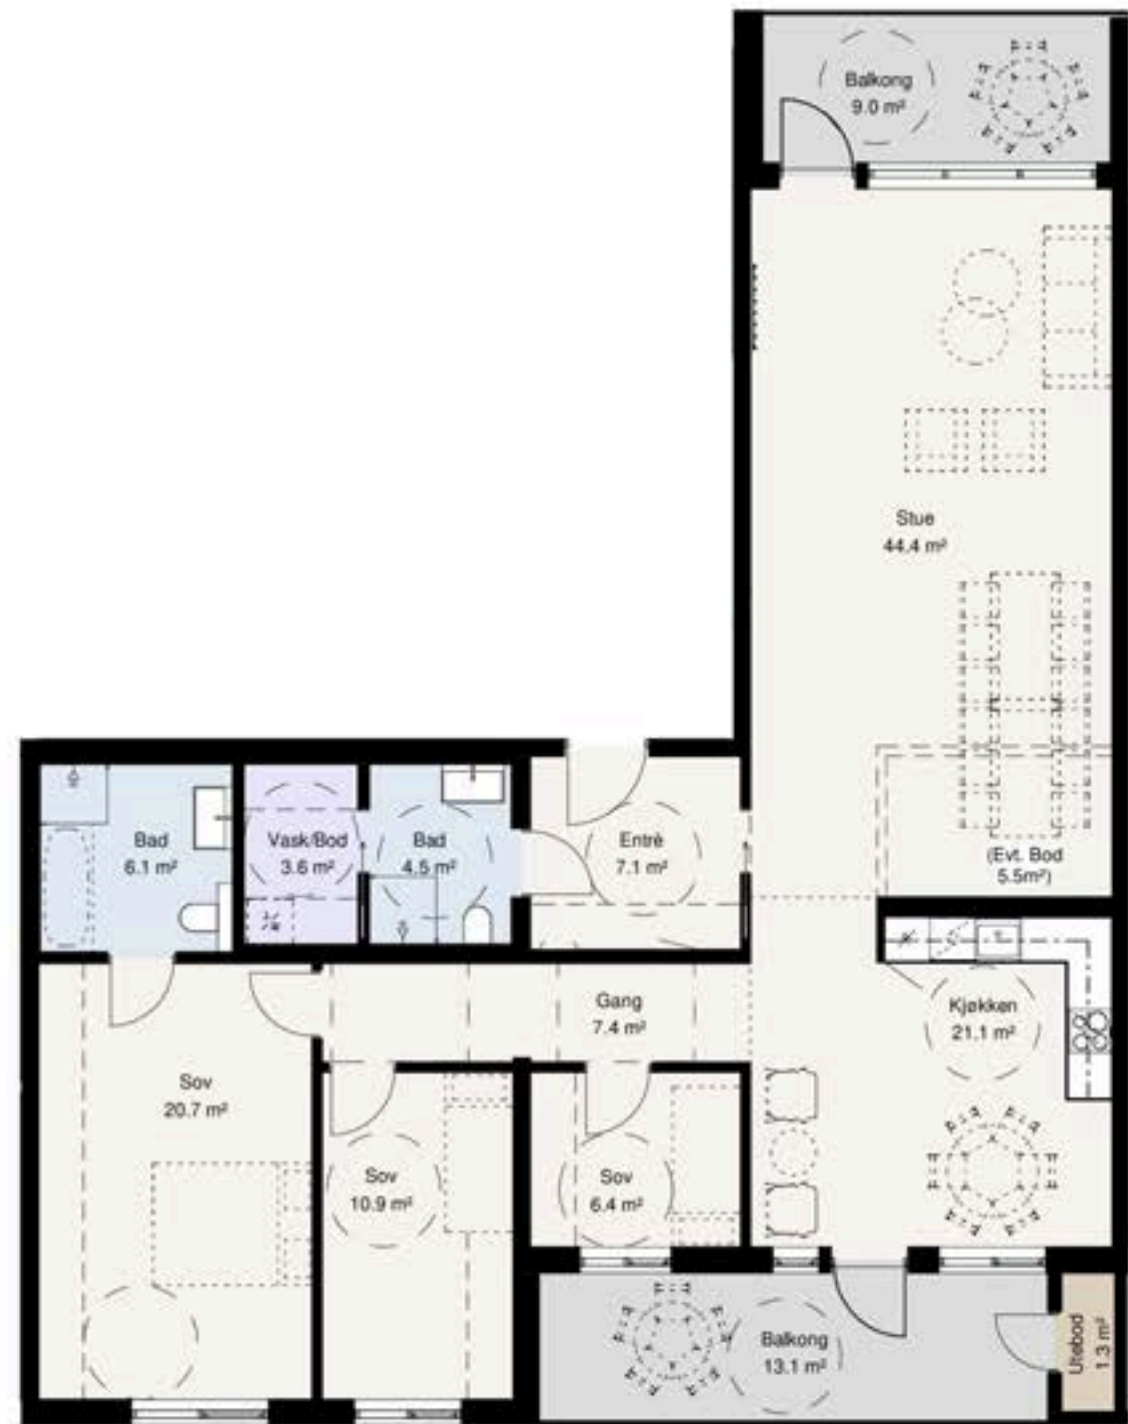 Balkong
9.0 m²
Stue
44.4 m²
(Evt. Bod
5.5m²)
Bad
6.1 m²
Vask/Bod
3.6 m²
Bad
4.5 m²
Entrè
7.1 m²
Gang
7.4 m²
Kjøkken
21.1 m²
Sov
20.7 m²
Sov
10.9 m²
Sov
6.4 m²
Balkong
13.1 m²
Utebod
1.3 m²